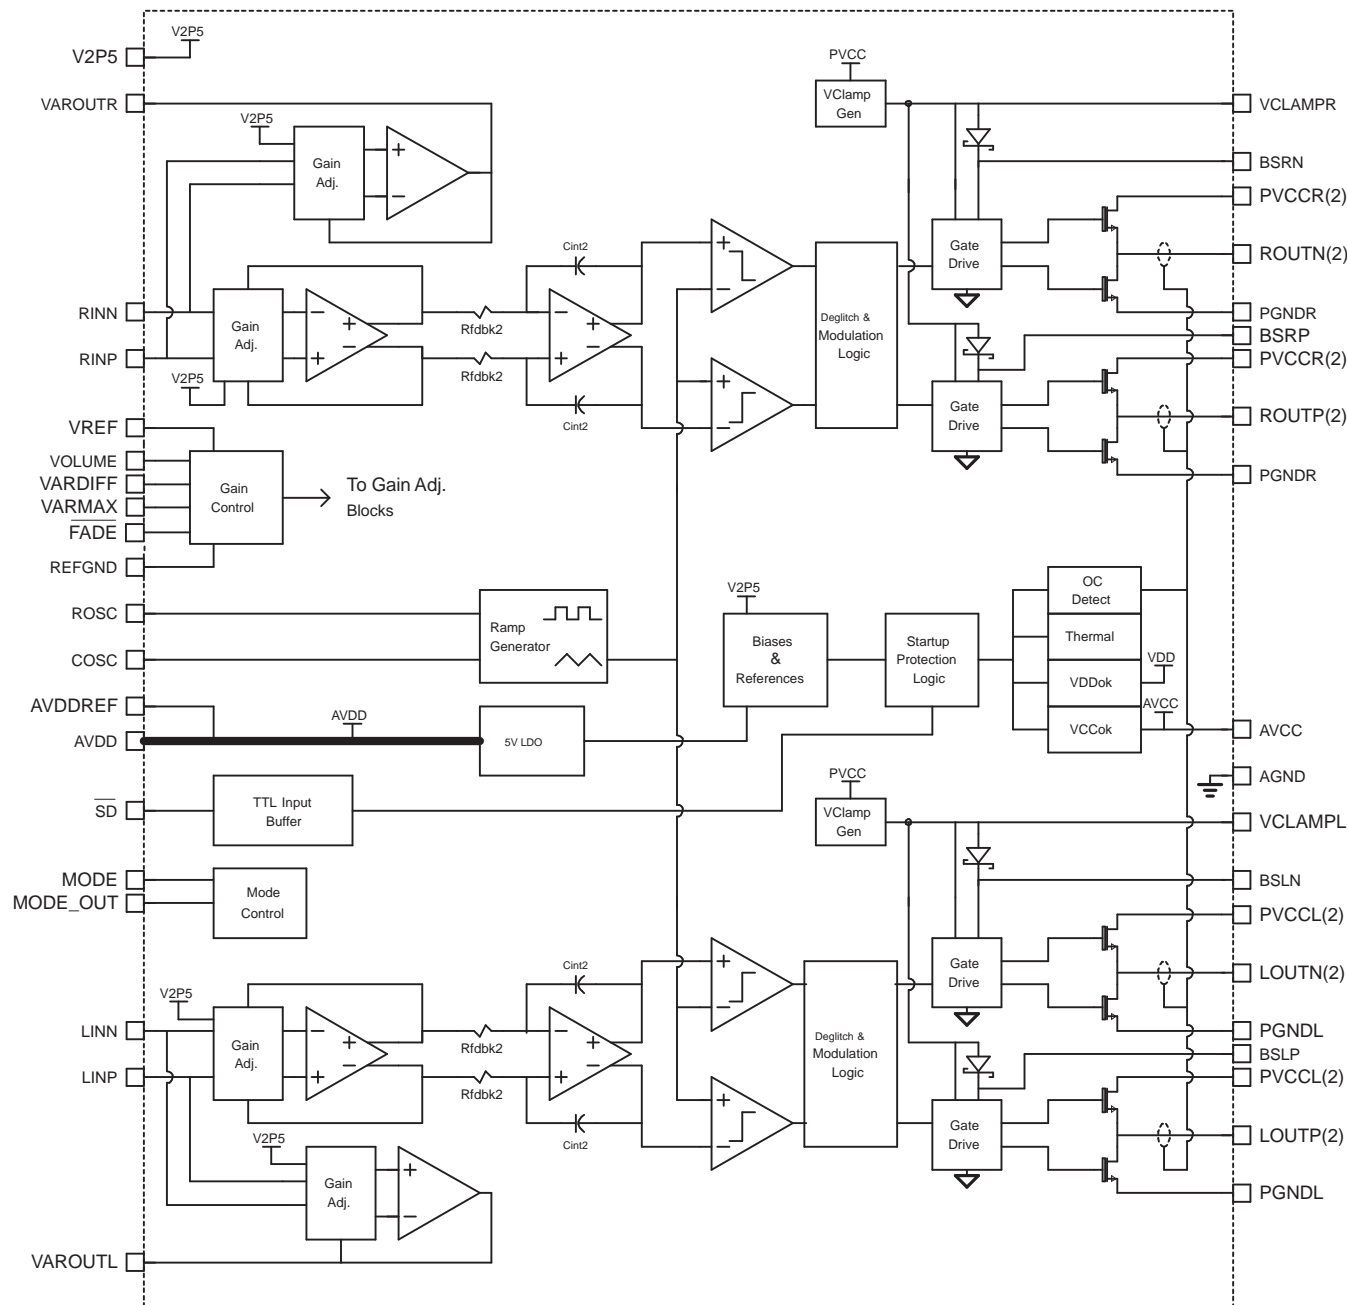 V2P5
V2P5
VAROUTR
V2P5
Gain
Adj.
PVCC
VClamp
Gen
VCLAMPR
BSRN
PVCCR(2)
Gate
Drive
ROUTN(2)
PGNDR
BSRP
PVCCR(2)
Gate
Drive
ROUTP(2)
PGNDR
RINN
RINP
Gain
Adj.
V2P5
Rfdbk2
Rfdbk2
Cint2
Cint2
Deglitch &
Modulation
Logic
VREF
VOLUME
VARDIFF
VARMAX
FADE
REFGND
Gain
Control
To Gain Adj.
Blocks
ROSC
COSC
Ramp
Generator
V2P5
Biases
&
References
Startup
Protection
Logic
OC
Detect
Thermal
VDDok
VCCok
VDD
AVCC
AVCC
AGND
AVDDREF
AVDD
AVDD
5V LDO
SD
TTL Input
Buffer
MODE
MODE_OUT
Mode
Control
PVCC
VClamp
Gen
VCLAMPL
BSLN
PVCCL(2)
Gate
Drive
LOUTN(2)
PGNDL
BSLP
PVCCL(2)
Gate
Drive
LOUTP(2)
PGNDL
V2P5
LINN
LINP
Gain
Adj.
Rfdbk2
Rfdbk2
Cint2
Cint2
Deglitch &
Modulation
Logic
V2P5
Gain
Adj.
VAROUTL